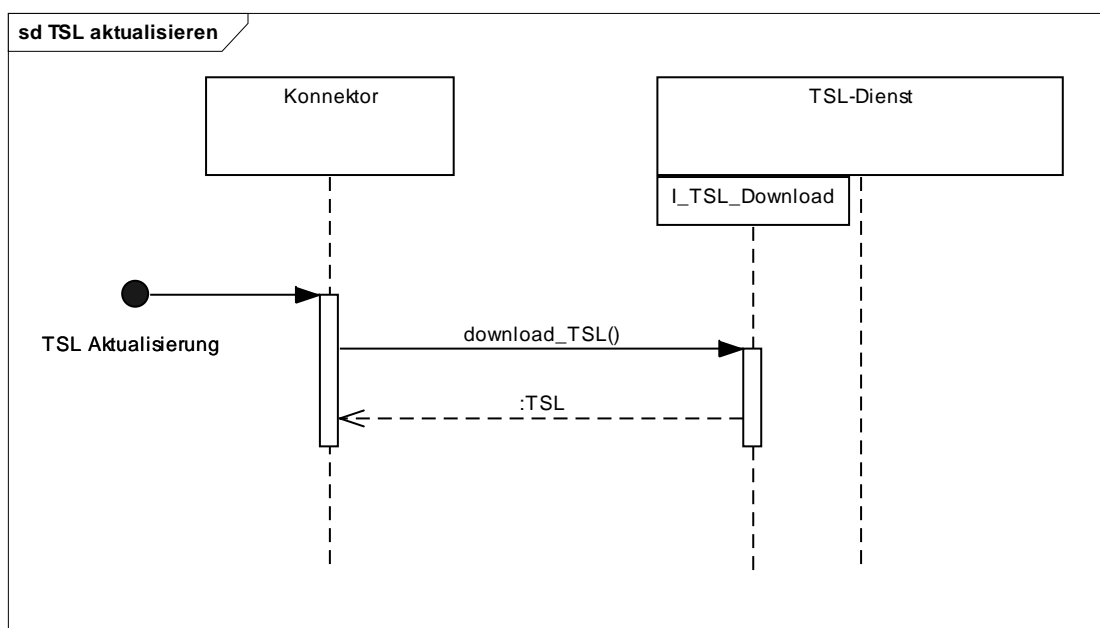 sd TSL aktualisieren
Konnektor
TSL-Dienst
I_TSL_Download
TSL Aktualisierung
download_TSL()
:TSL